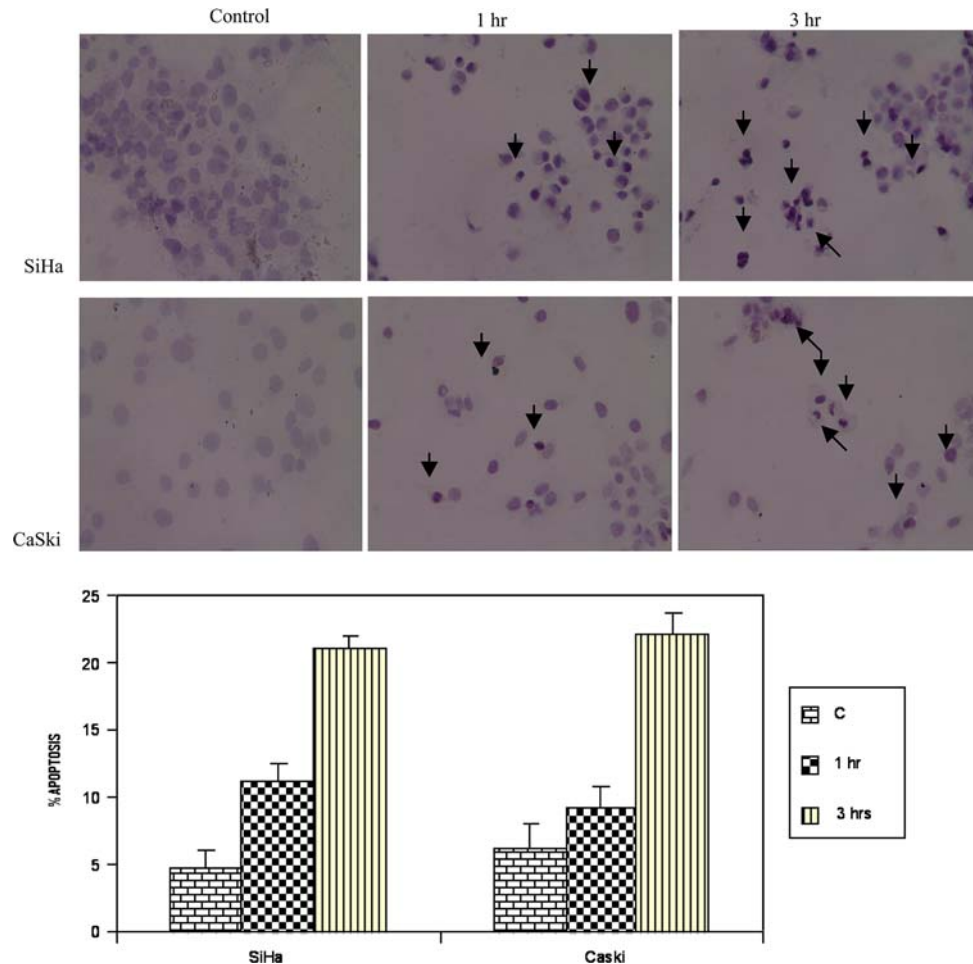 Control
1 hr
3 hr
SiHa
CaSki
25
20
15
10
5
0
%APOPTOSIS
SiHa
Caski
C
1 hr
3 hrs